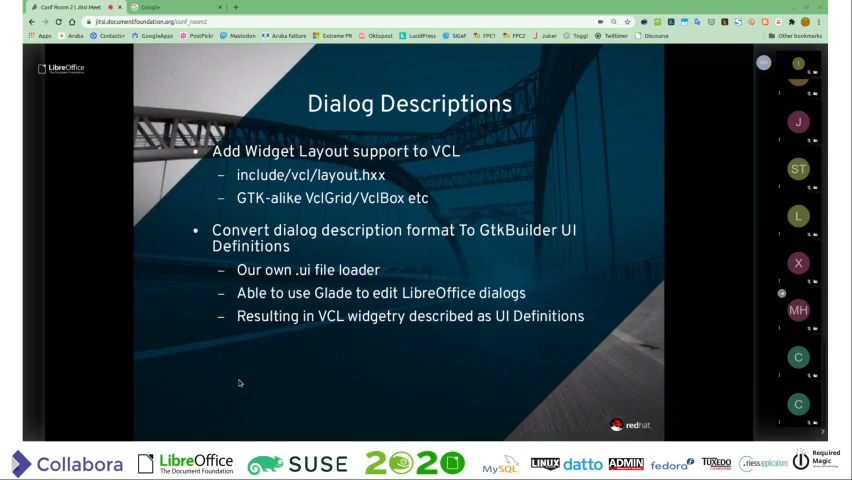 Conf Room 2 | Jitsi Meet
Google
jitsi.documentfoundation.org/conf_room2
Apps
Aruba
Contacts+
GoogleApps
PostPickr
Mastodon
Aruba Fatture
Extreme PR
Oktopost
LucidPress
SIGeF
FPC1
FPC2
Juicer
Toggl
Twittimer
Discourse
Other bookmarks
LibreOffice
The Document Foundation
Dialog Descriptions
• Add Widget Layout support to VCL
– include/vcl/layout.hxx
– GTK-alike VclGrid/VclBox etc
• Convert dialog description format To GtkBuilder UI
Definitions
– Our own .ui file loader
– Able to use Glade to edit LibreOffice dialogs
– Resulting in VCL widgetry described as UI Definitions
redhat.
I
J
ST
L
X
MH
C
C
Collabora
LibreOffice
The Document Foundation
SUSE
2020
MySQL
LINUX
datto
ADMIN
fedora
TUXEDO
riessapplications
Required
Magic